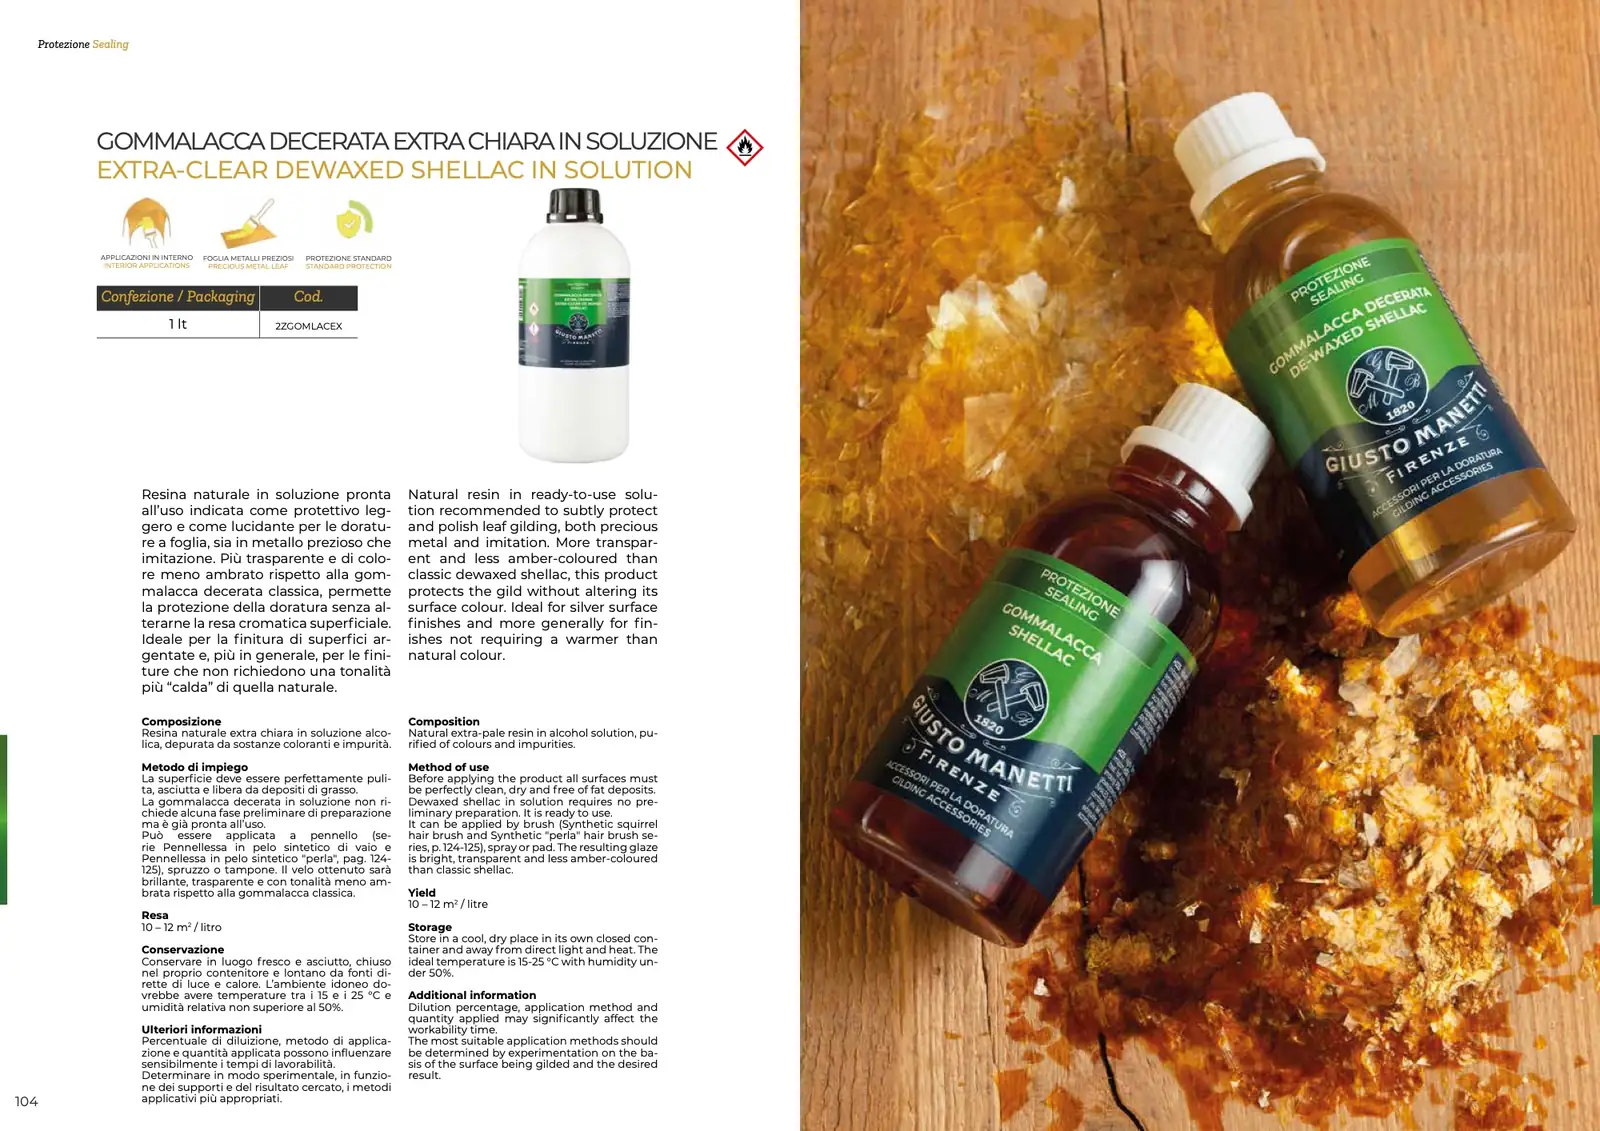 Protezione Sealing
GOMMALACCA DECERATA EXTRA CHIARA IN SOLUZIONE
EXTRA-CLEAR DEWAXED SHELLAC IN SOLUTION
APPLICAZIONI IN INTERNO
INTERIOR APPLICATIONS
FOGLIA METALLI PREZIOSI
PRECIOUS METAL LEAF
PROTEZIONE STANDARD
STANDARD PROTECTION
Confezione / Packaging Cod.
1 lt 2ZGOMLACEX
GIUSTO MANETTI
FIRENZE
Resina naturale in soluzione pronta
all’uso indicata come protettivo leg-
gero e come lucidante per le doratu-
re a foglia, sia in metallo prezioso che
imitazione. Più trasparente e di colo-
re meno ambrato rispetto alla gom-
malacca decerata classica, permette
la protezione della doratura senza al-
terarne la resa cromatica superficiale.
Ideale per la finitura di superfici ar-
gentate e, più in generale, per le fini-
ture che non richiedono una tonalità
più “calda” di quella naturale.
Natural resin in ready-to-use solu-
tion recommended to subtly protect
and polish leaf gilding, both precious
metal and imitation. More transpar-
ent and less amber-coloured than
classic dewaxed shellac, this product
protects the gild without altering its
surface colour. Ideal for silver surface
finishes and more generally for fin-
ishes not requiring a warmer than
natural colour.
Composizione
Resina naturale extra chiara in soluzione alco-
lica, depurata da sostanze coloranti e impurità.
Metodo di impiego
La superficie deve essere perfettamente puli-
ta, asciutta e libera da depositi di grasso.
La gommalacca decerata in soluzione non ri-
chiede alcuna fase preliminare di preparazione
ma è già pronta all’uso.
Può essere applicata a pennello (se-
rie Pennellessa in pelo sintetico di vaio e
Pennellessa in pelo sintetico "perla", pag. 124-
125), spruzzo o tampone. Il velo ottenuto sarà
brillante, trasparente e con tonalità meno am-
brata rispetto alla gommalacca classica.
Resa
10 – 12 m² / litro
Conservazione
Conservare in luogo fresco e asciutto, chiuso
nel proprio contenitore e lontano da fonti di-
rette di luce e calore. L’ambiente idoneo do-
vrebbe avere temperature tra i 15 e i 25 °C e
umidità relativa non superiore al 50%.
Ulteriori informazioni
Percentuale di diluizione, metodo di applica-
zione e quantità applicata possono influenzare
sensibilmente i tempi di lavorabilità.
Determinare in modo sperimentale, in funzio-
ne dei supporti e del risultato cercato, i metodi
applicativi più appropriati.
Composition
Natural extra-pale resin in alcohol solution, pu-
rified of colours and impurities.
Method of use
Before applying the product all surfaces must
be perfectly clean, dry and free of fat deposits.
Dewaxed shellac in solution requires no pre-
liminary preparation. It is ready to use.
It can be applied by brush (Synthetic squirrel
hair brush and Synthetic "perla" hair brush se-
ries, p. 124-125), spray or pad. The resulting glaze
is bright, transparent and less amber-coloured
than classic shellac.
Yield
10 – 12 m² / litre
Storage
Store in a cool, dry place in its own closed con-
tainer and away from direct light and heat. The
ideal temperature is 15-25 °C with humidity un-
der 50%.
Additional information
Dilution percentage, application method and
quantity applied may significantly affect the
workability time.
The most suitable application methods should
be determined by experimentation on the ba-
sis of the surface being gilded and the desired
result.
104
PROTEZIONE
SEALING
GOMMALACCA DECERATA
DE-WAXED SHELLAC
G
M B
1820
GIUSTO MANETTI
FIRENZE
ACCESSORI PER LA DORATURA
GILDING ACCESSORIES
PROTEZIONE
SEALING
GOMMALACCA
SHELLAC
G
M B
1820
GIUSTO MANETTI
FIRENZE
ACCESSORI PER LA DORATURA
GILDING ACCESSORIES